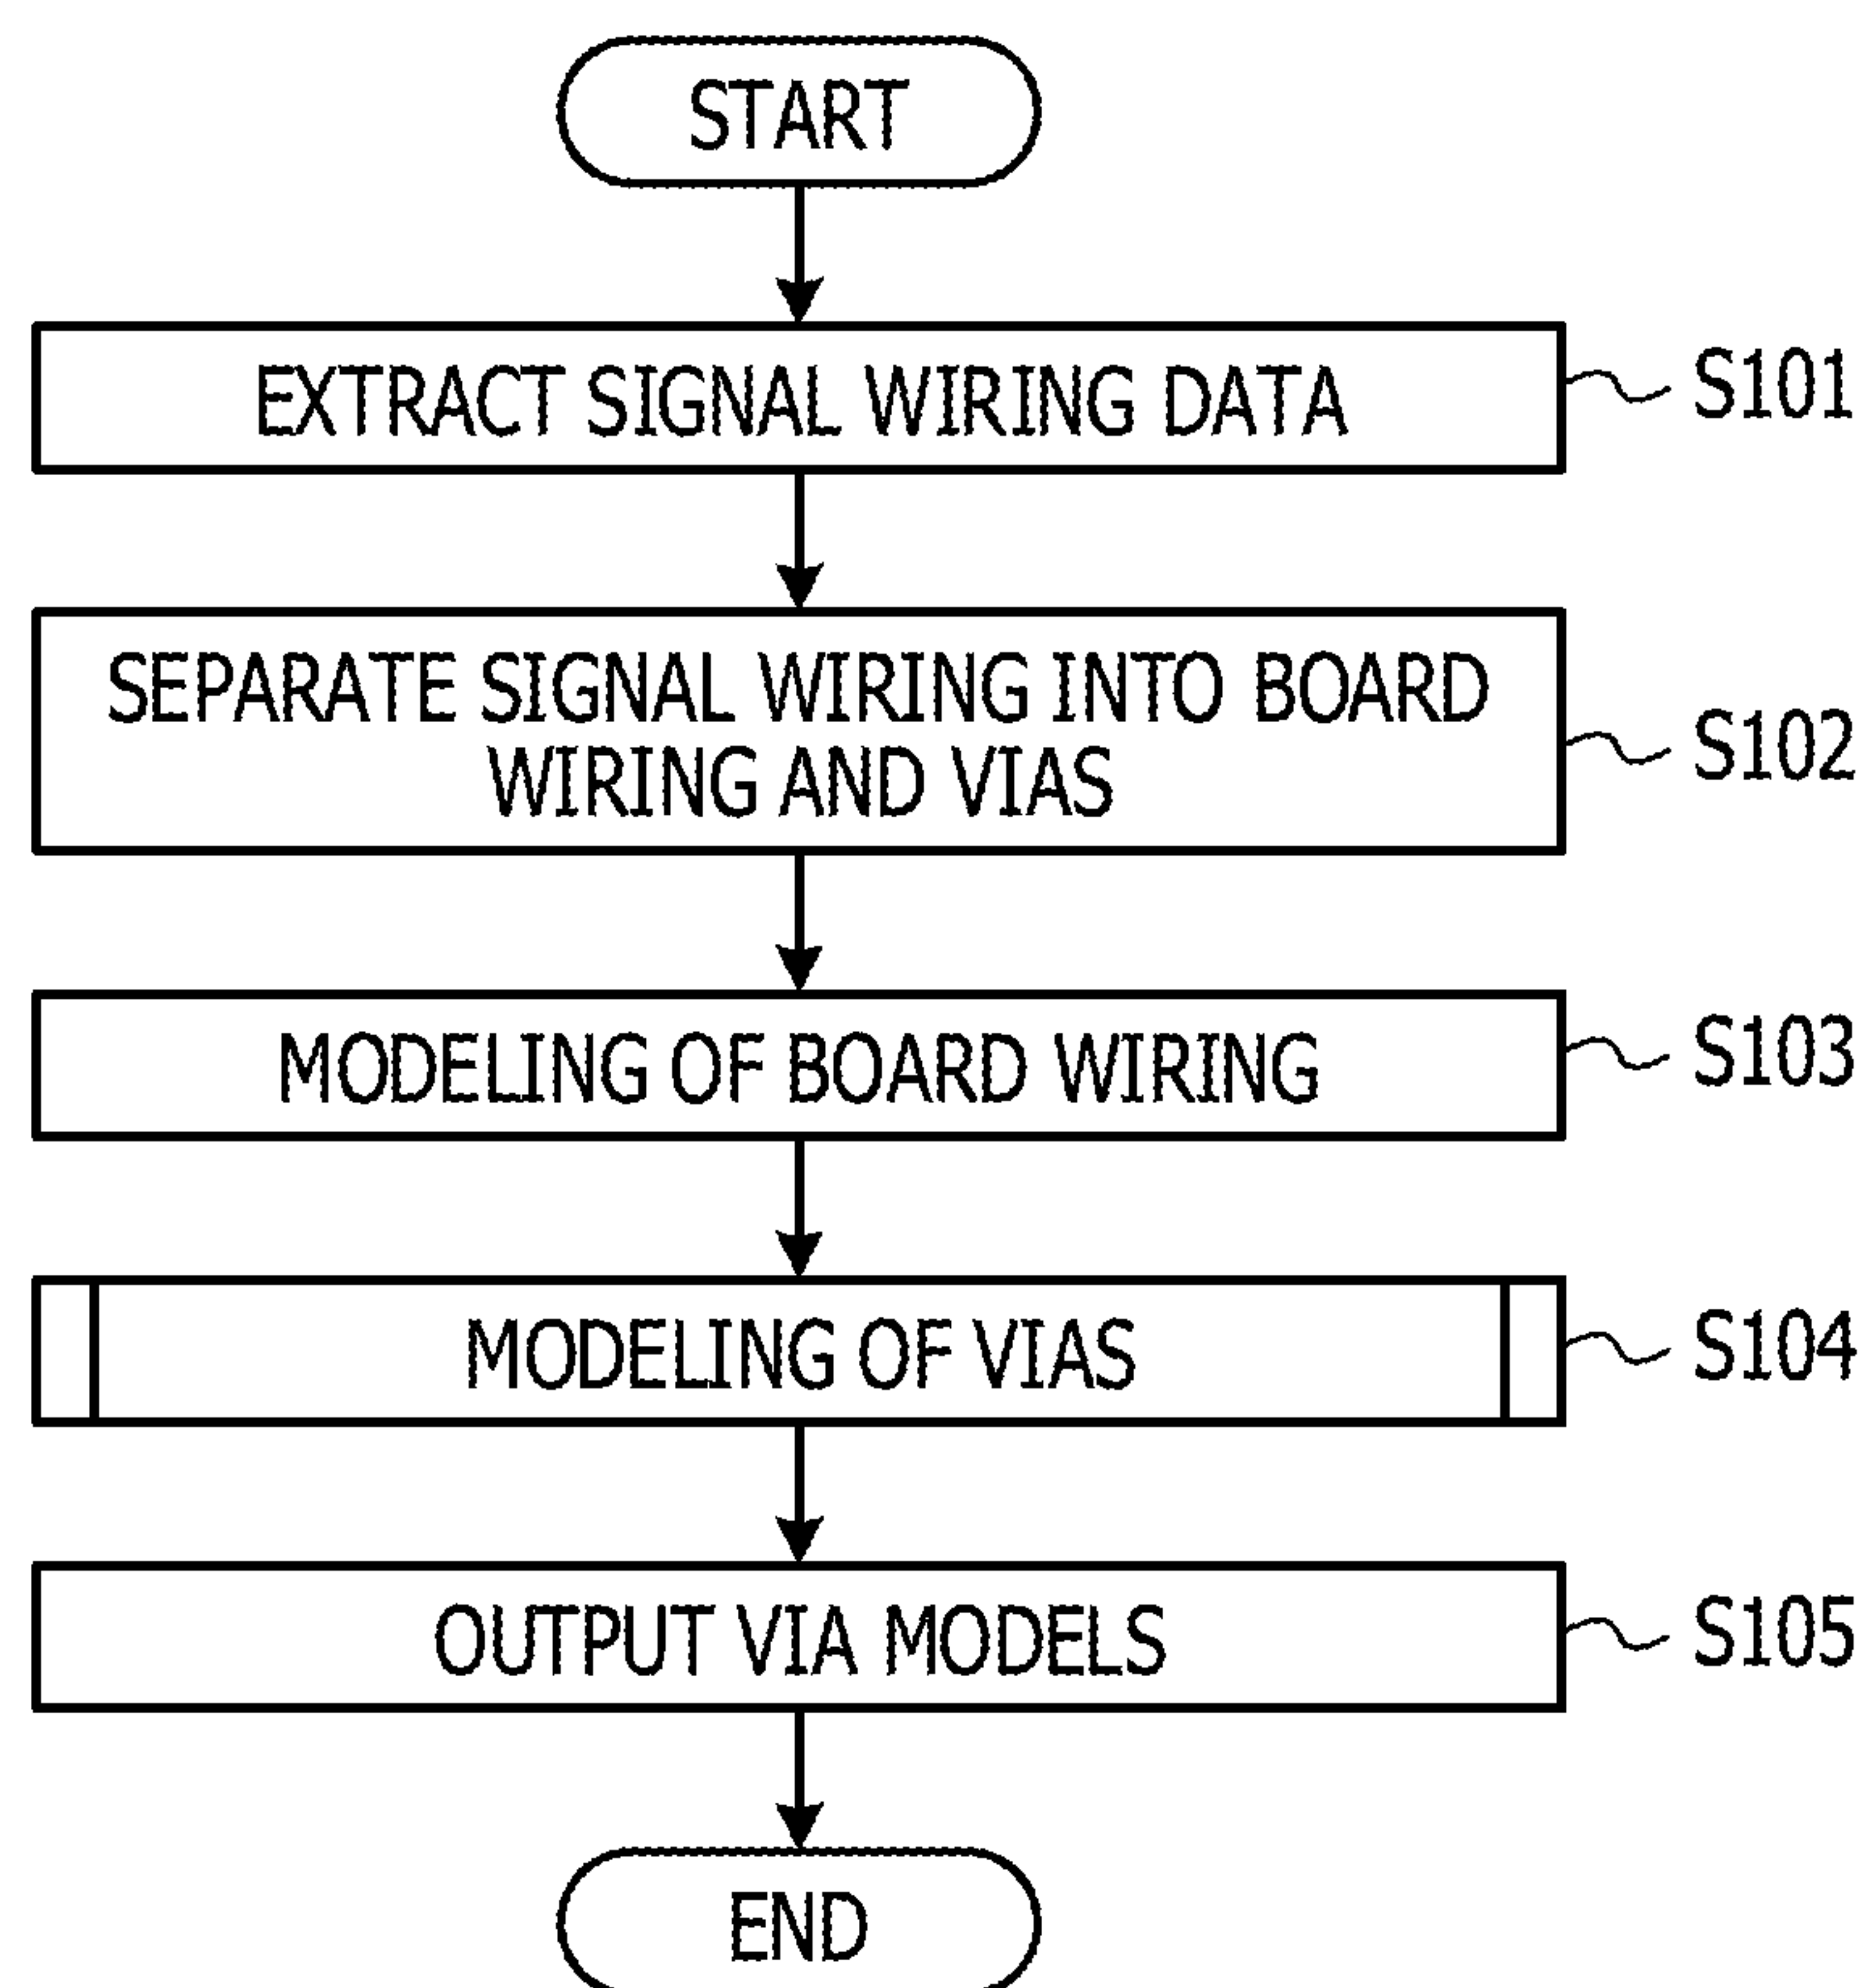 START
EXTRACT SIGNAL WIRING DATA
S101
SEPARATE SIGNAL WIRING INTO BOARD
WIRING AND VIAS
S102
MODELING OF BOARD WIRING
S103
MODELING OF VIAS
S104
OUTPUT VIA MODELS
S105
END